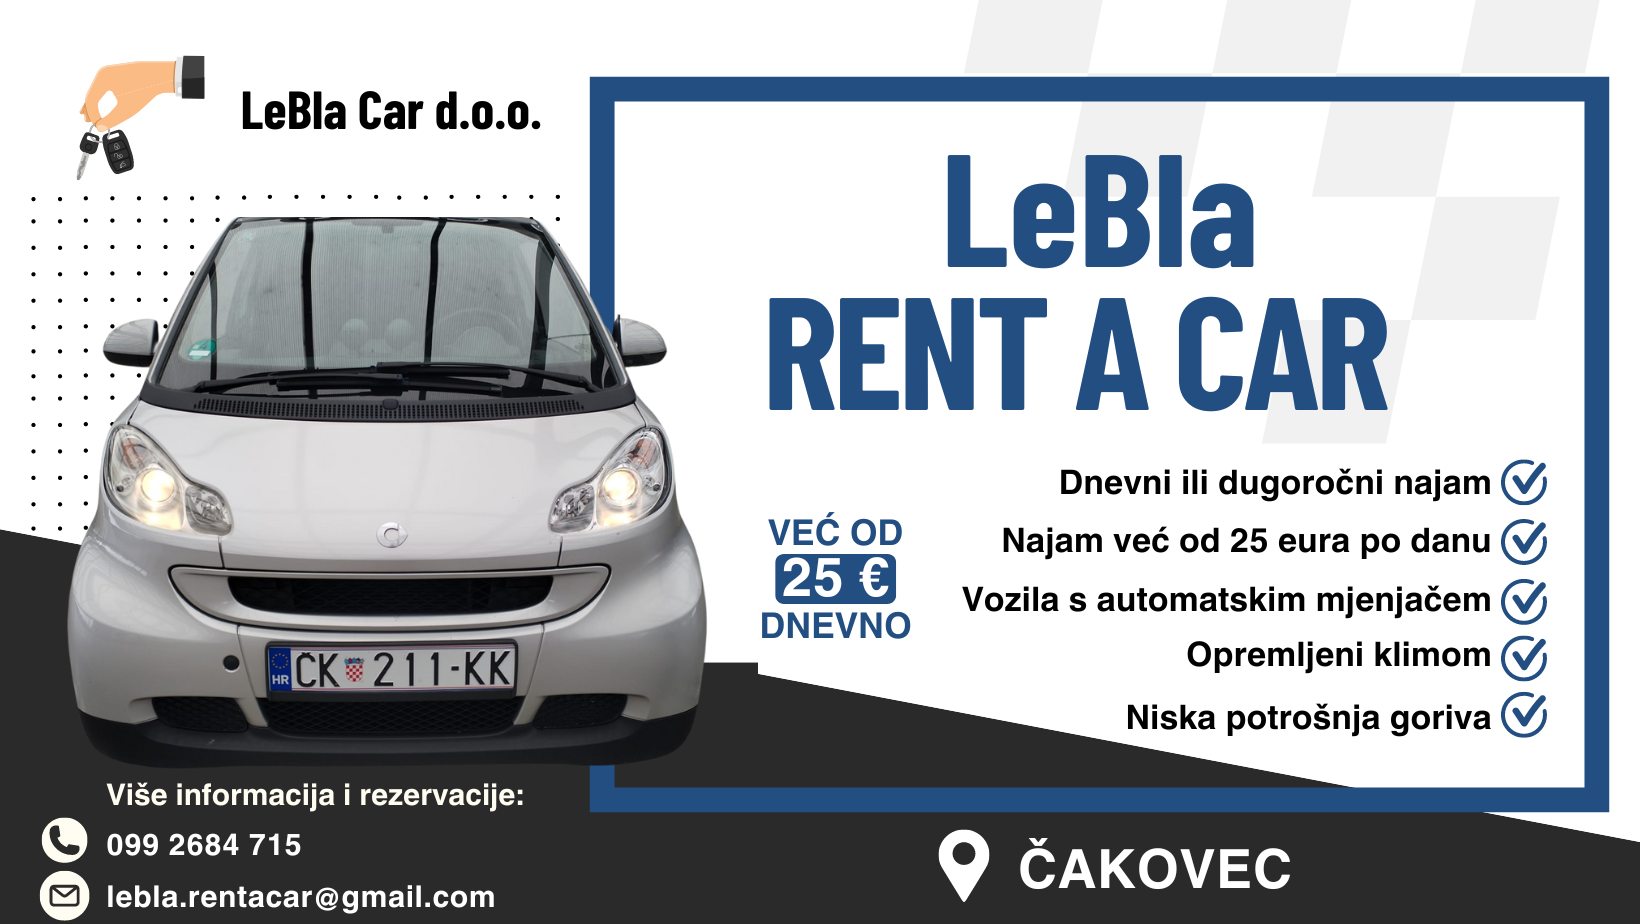 LeBla Car d.o.o.
LeBla
RENT A CAR
Dnevni ili dugoročni najam
Najam već od 25 eura po danu
Vozila s automatskim mjenjačem
Opremljeni klimom
Niska potrošnja goriva
VEĆ OD
25 €
DNEVNO
HR ČK 211-KK
Više informacija i rezervacije:
099 2684 715
lebla.rentacar@gmail.com
ČAKOVEC